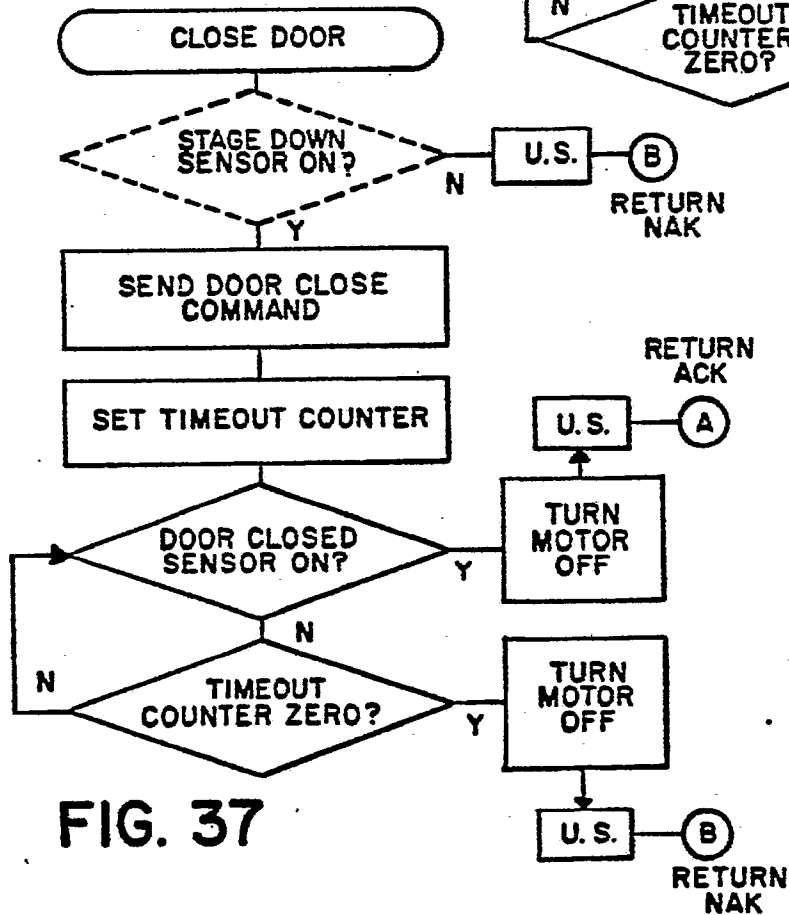 N
TIMEOUT
COUNTER
ZERO?
CLOSE DOOR
STAGE DOWN
SENSOR ON?
N
U.S.
B
RETURN
NAK
Y
SEND DOOR CLOSE
COMMAND
SET TIMEOUT COUNTER
RETURN
ACK
U.S.
A
TURN
MOTOR
OFF
DOOR CLOSED
SENSOR ON?
Y
N
N
TIMEOUT
COUNTER ZERO?
Y
TURN
MOTOR
OFF
U.S.
B
RETURN
NAK
FIG. 37